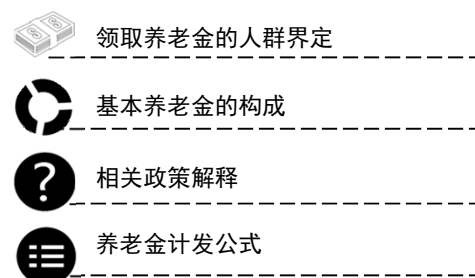 领取养老金的人群界定
基本养老金的构成
相关政策解释
养老金计发公式